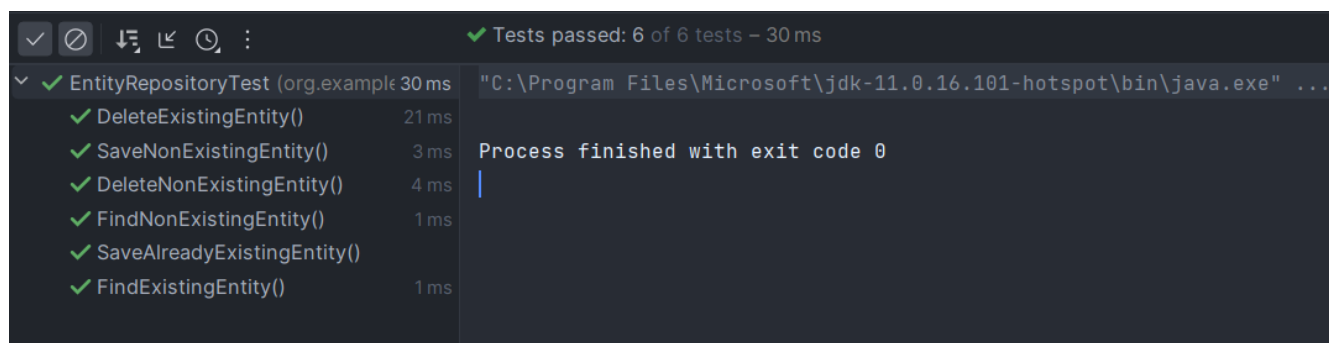 Tests passed: 6 of 6 tests – 30 ms
EntityRepositoryTest (org.example 30 ms
DeleteExistingEntity() 21 ms
SaveNonExistingEntity() 3 ms
DeleteNonExistingEntity() 4 ms
FindNonExistingEntity() 1 ms
SaveAlreadyExistingEntity()
FindExistingEntity() 1 ms
"C:\Program Files\Microsoft\jdk-11.0.16.101-hotspot\bin\java.exe" ...
Process finished with exit code 0